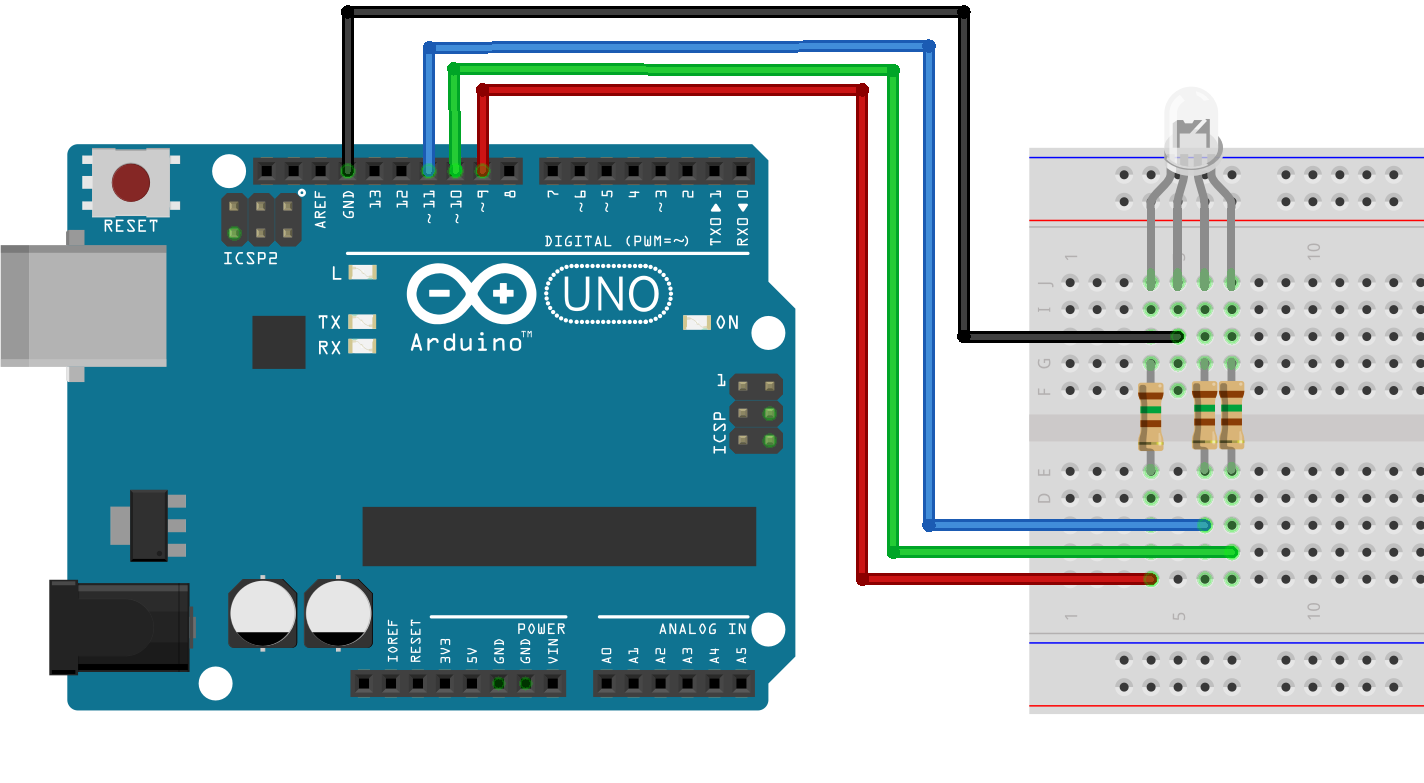 RESET
ICSP2
AREF
GND
13
12
~11
~10
~9
8
7
~6
~5
4
~3
2
TX0▶1
RX0◀0
DIGITAL (PWM=~)
L
TX
RX
UNO
Arduino™
ON
1
ICSP
IOREF
RESET
3V3
5V
GND
GND
VIN
POWER
ANALOG IN
A0
A1
A2
A3
A4
A5
1
5
10
J
I
G
F
E
D
1
5
10